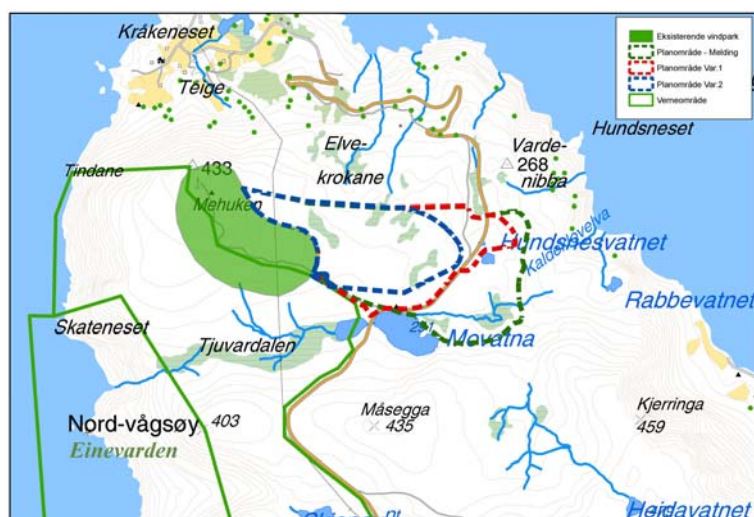 Kråkeneset
Teige
Eksisterende vindpark
Planområde - Melding
Planområde Var.1
Planområde Var.2
Verneområde
Hundsneset
Elve-
krokane
Varde-
268
nibba
Tindane
433
Mehuken
Hundsnesvatnet
Rabbevatnet
Skateneset
Tjuvardalen
Movatna
Nord-vågsøy
403
Einevarden
Måsegga
435
Kjerringa
459